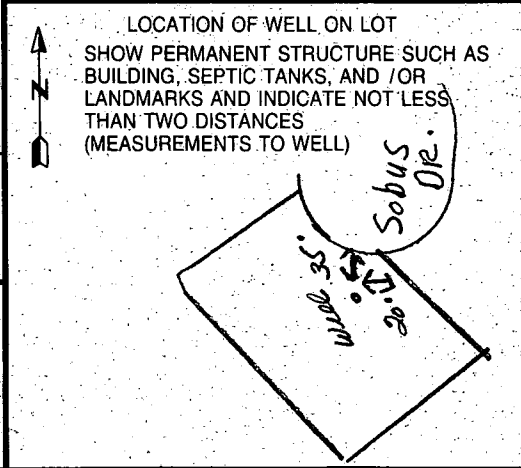 LOCATION OF WELL ON LOT
SHOW PERMANENT STRUCTURE SUCH AS
BUILDING, SEPTIC TANKS, AND / OR
LANDMARKS AND INDICATE NOT LESS
THAN TWO DISTANCES
(MEASUREMENTS TO WELL)
N
Sobus
Dr.
Well 35'
20'